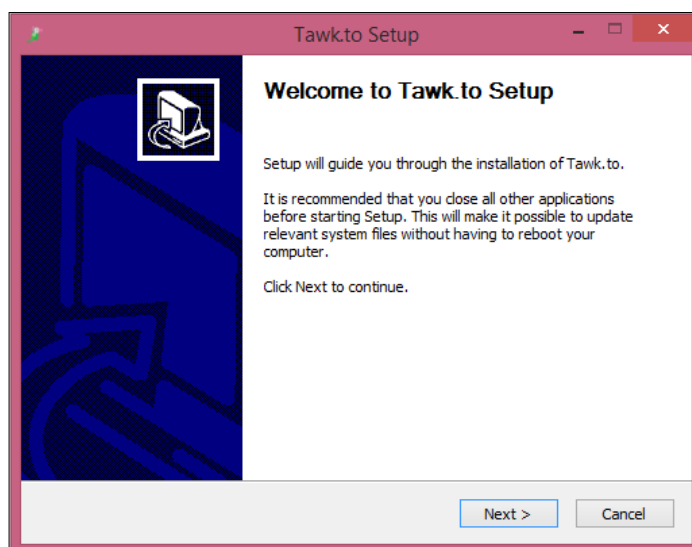 Tawk.to Setup
Welcome to Tawk.to Setup
Setup will guide you through the installation of Tawk.to.
It is recommended that you close all other applications
before starting Setup. This will make it possible to update
relevant system files without having to reboot your
computer.
Click Next to continue.
Next >
Cancel